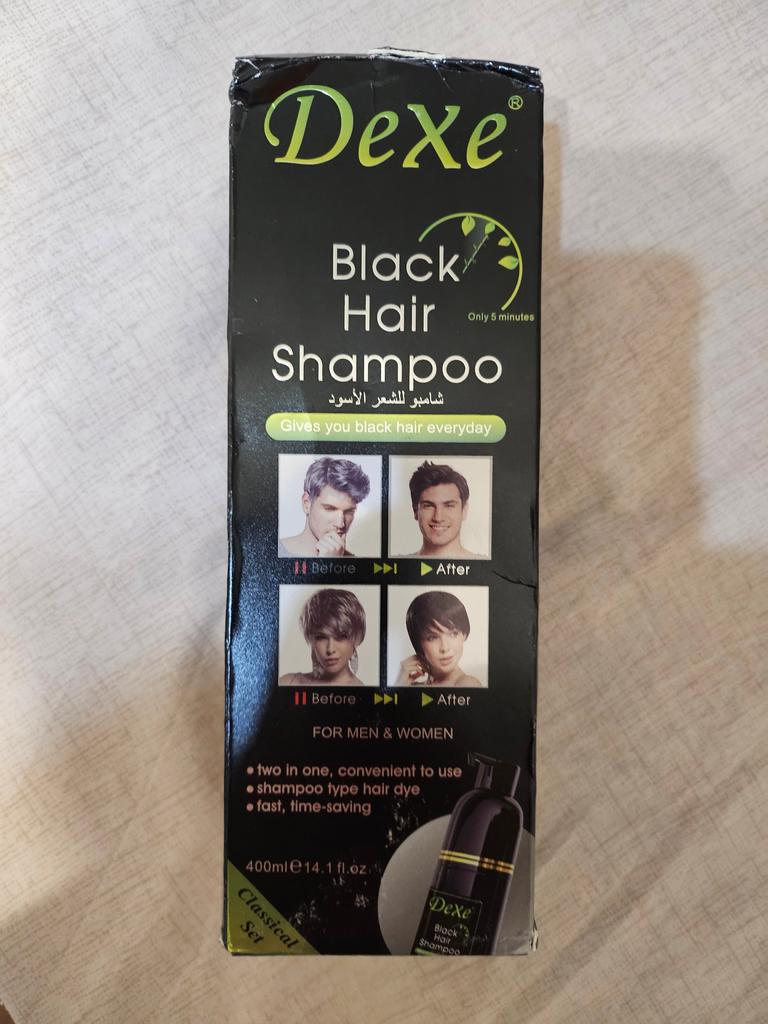 DeXe®
Only 5 minutes
Black
Hair
Shampoo
شامبو للشعر الأسود
Gives you black hair everyday
Before
After
Before
After
FOR MEN & WOMEN
• two in one, convenient to use
• shampoo type hair dye
• fast, time-saving
400ml ℮ 14.1 fl.oz
Classical
Set
DeXe
Black
Hair
Shampoo